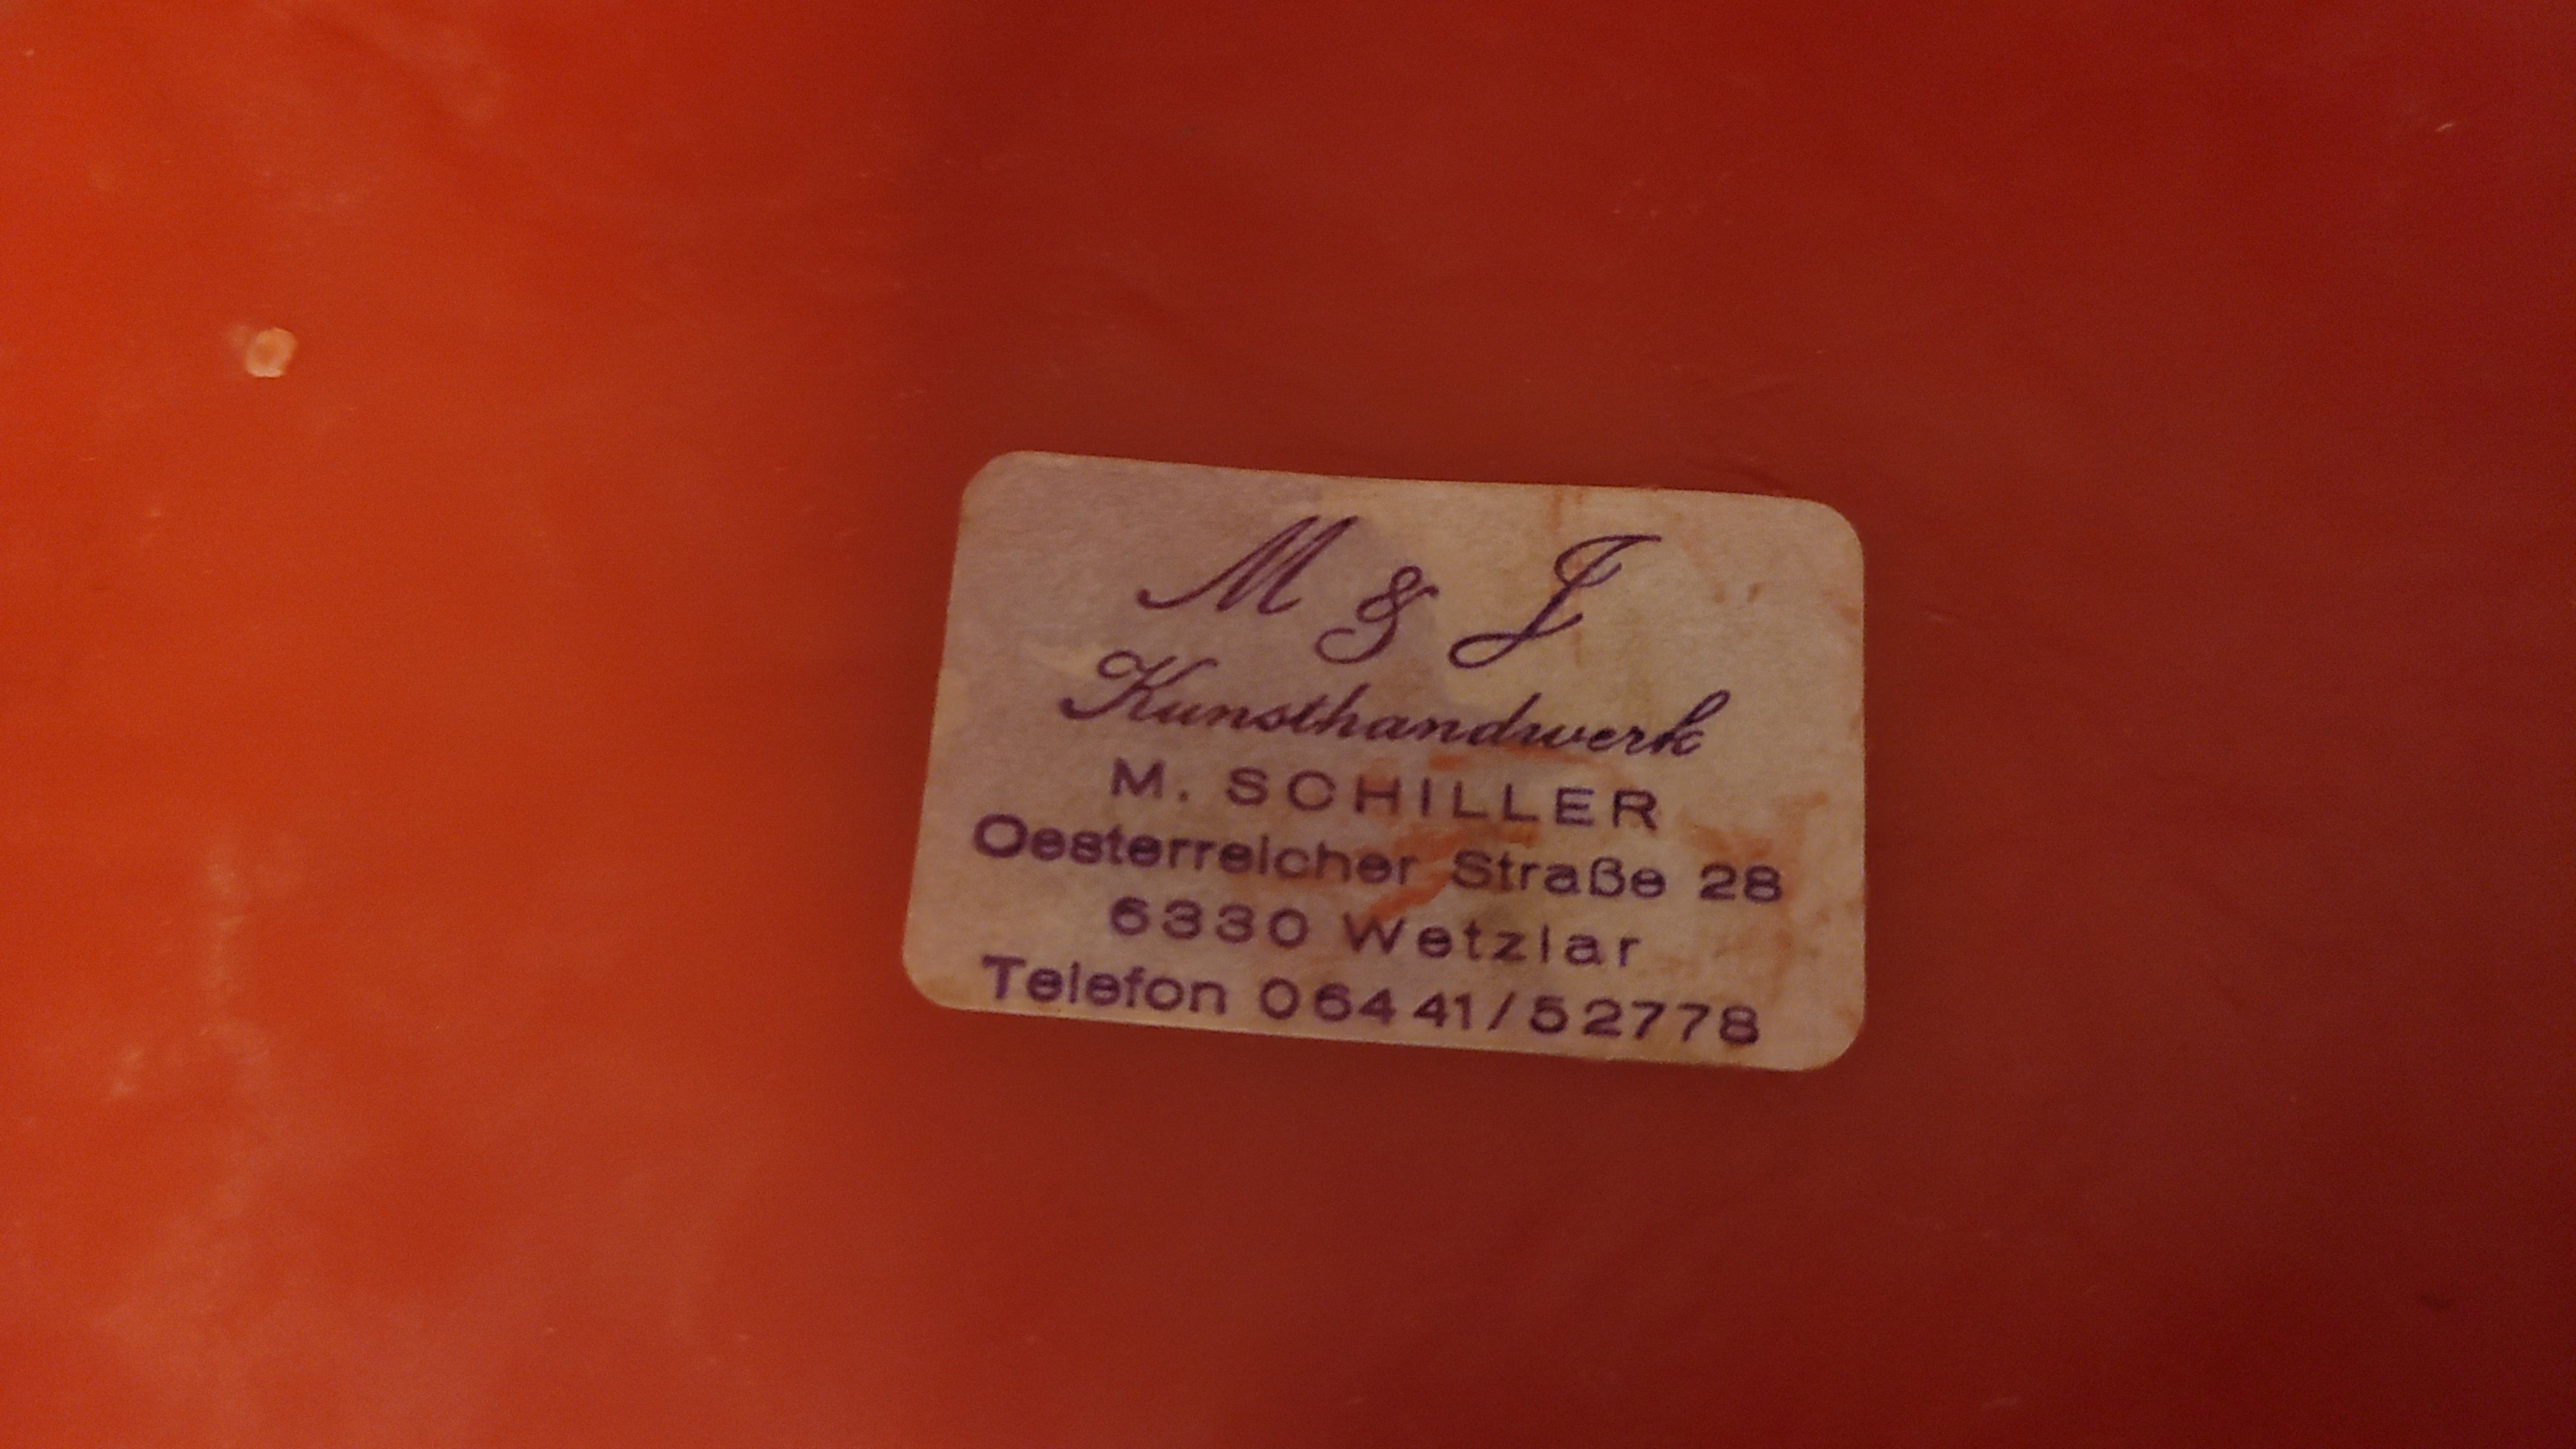 M & J
Kunsthandwerk
M. SCHILLER
Oesterreicher Straße 28
6330 Wetzlar
Telefon 06441/52778